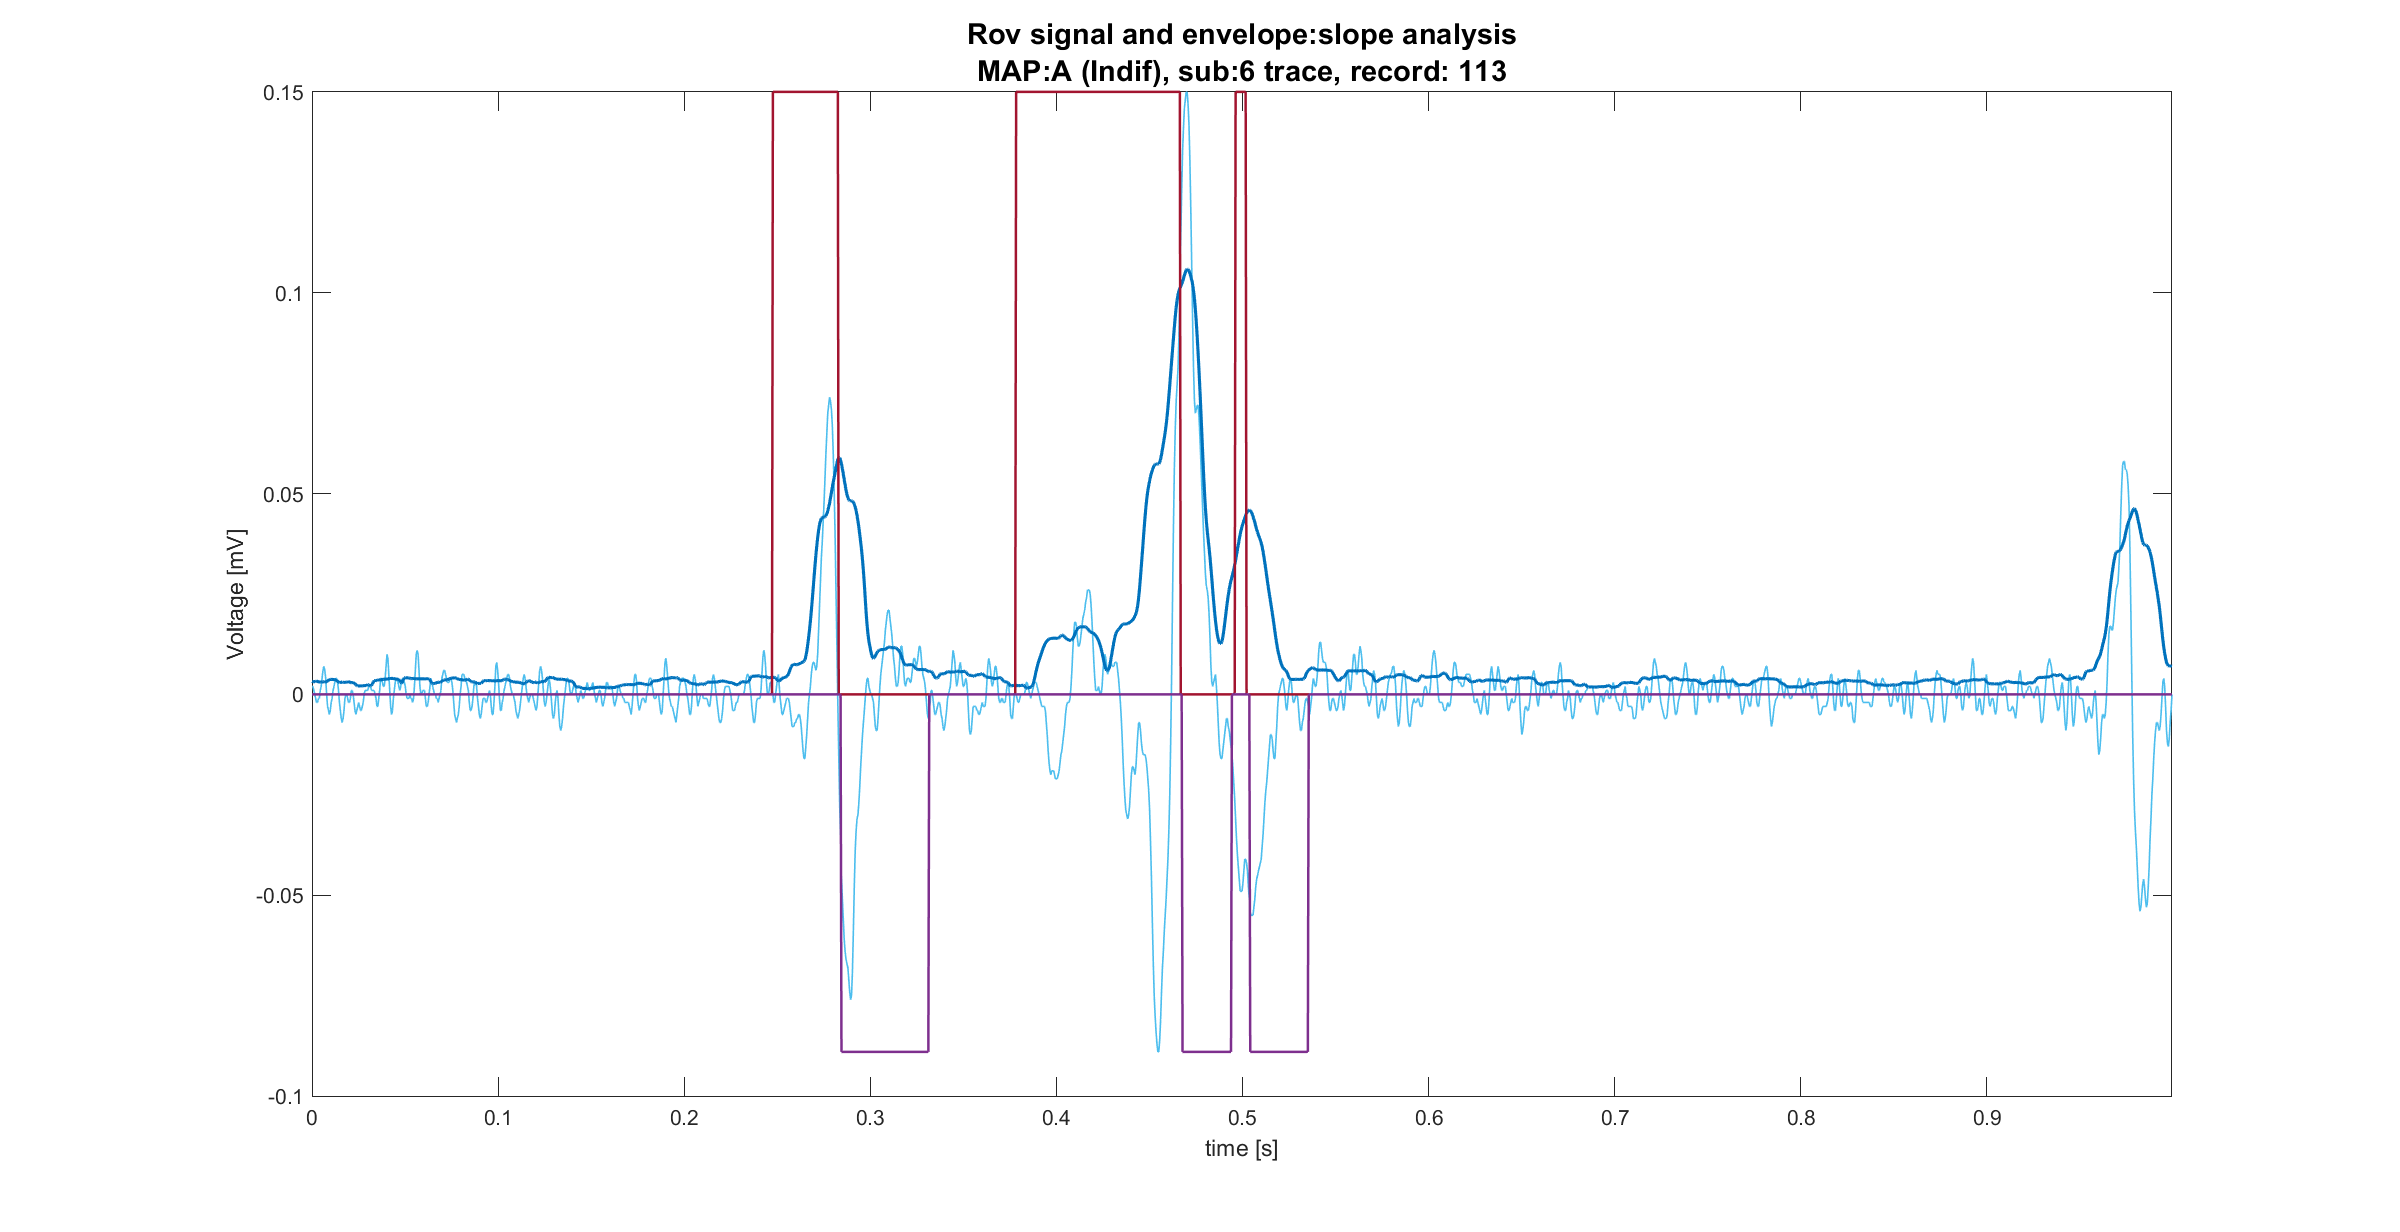 Rov signal and envelope:slope analysis
MAP:A (Indif), sub:6 trace, record: 113
0.15
0.1
0.05
0
-0.05
-0.1
Voltage [mV]
0 0.1 0.2 0.3 0.4 0.5 0.6 0.7 0.8 0.9
time [s]